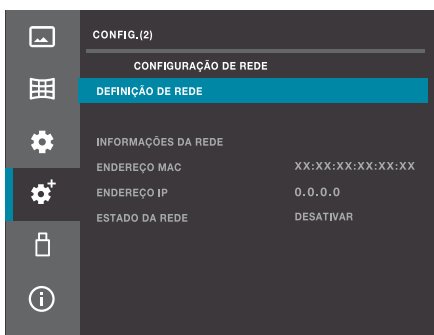 CONFIG.(2)
CONFIGURAÇÃO DE REDE
DEFINIÇÃO DE REDE
INFORMAÇÕES DA REDE
ENDEREÇO MAC XX:XX:XX:XX:XX:XX
ENDEREÇO IP 0.0.0.0
ESTADO DA REDE DESATIVAR